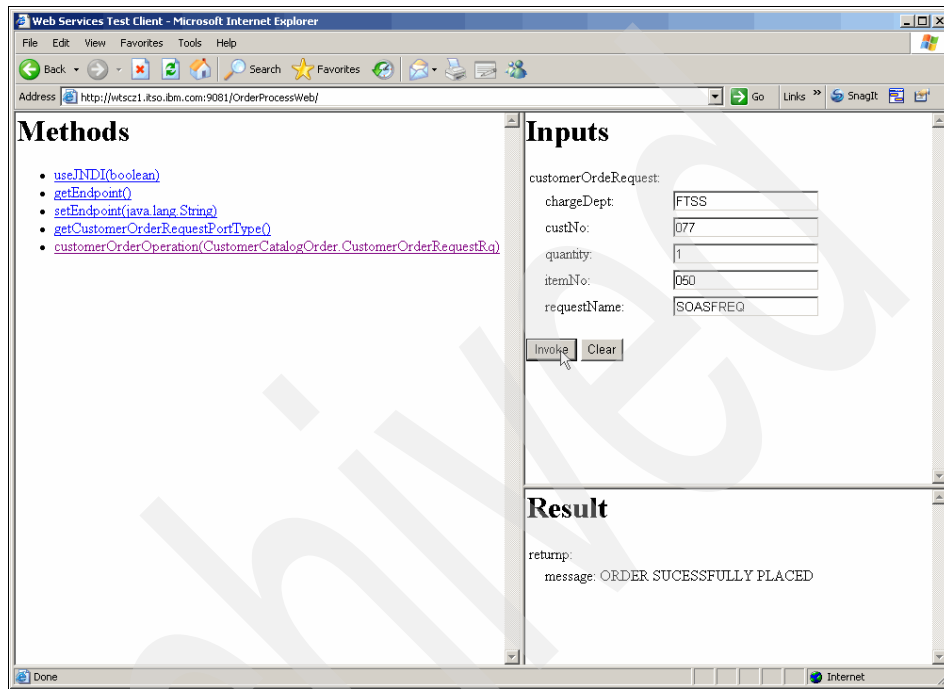 Web Services Test Client - Microsoft Internet Explorer
File Edit View Favorites Tools Help
Back Search Favorites
Address http://wtscz1.itso.ibm.com:9081/OrderProcessWeb/ Go Links » SnagIt
Methods
useJNDI(boolean)
getEndpoint()
setEndpoint(java.lang.String)
getCustomerOrderRequestPortType()
customerOrderOperation(CustomerCatalogOrder.CustomerOrderRequestRq)
Inputs
customerOrdeRequest:
chargeDept: FTSS
custNo: 077
quantity: 1
itemNo: 050
requestName: SOASFREQ
Invoke Clear
Result
returnp:
message: ORDER SUCESSFULLY PLACED
Done Internet
hived